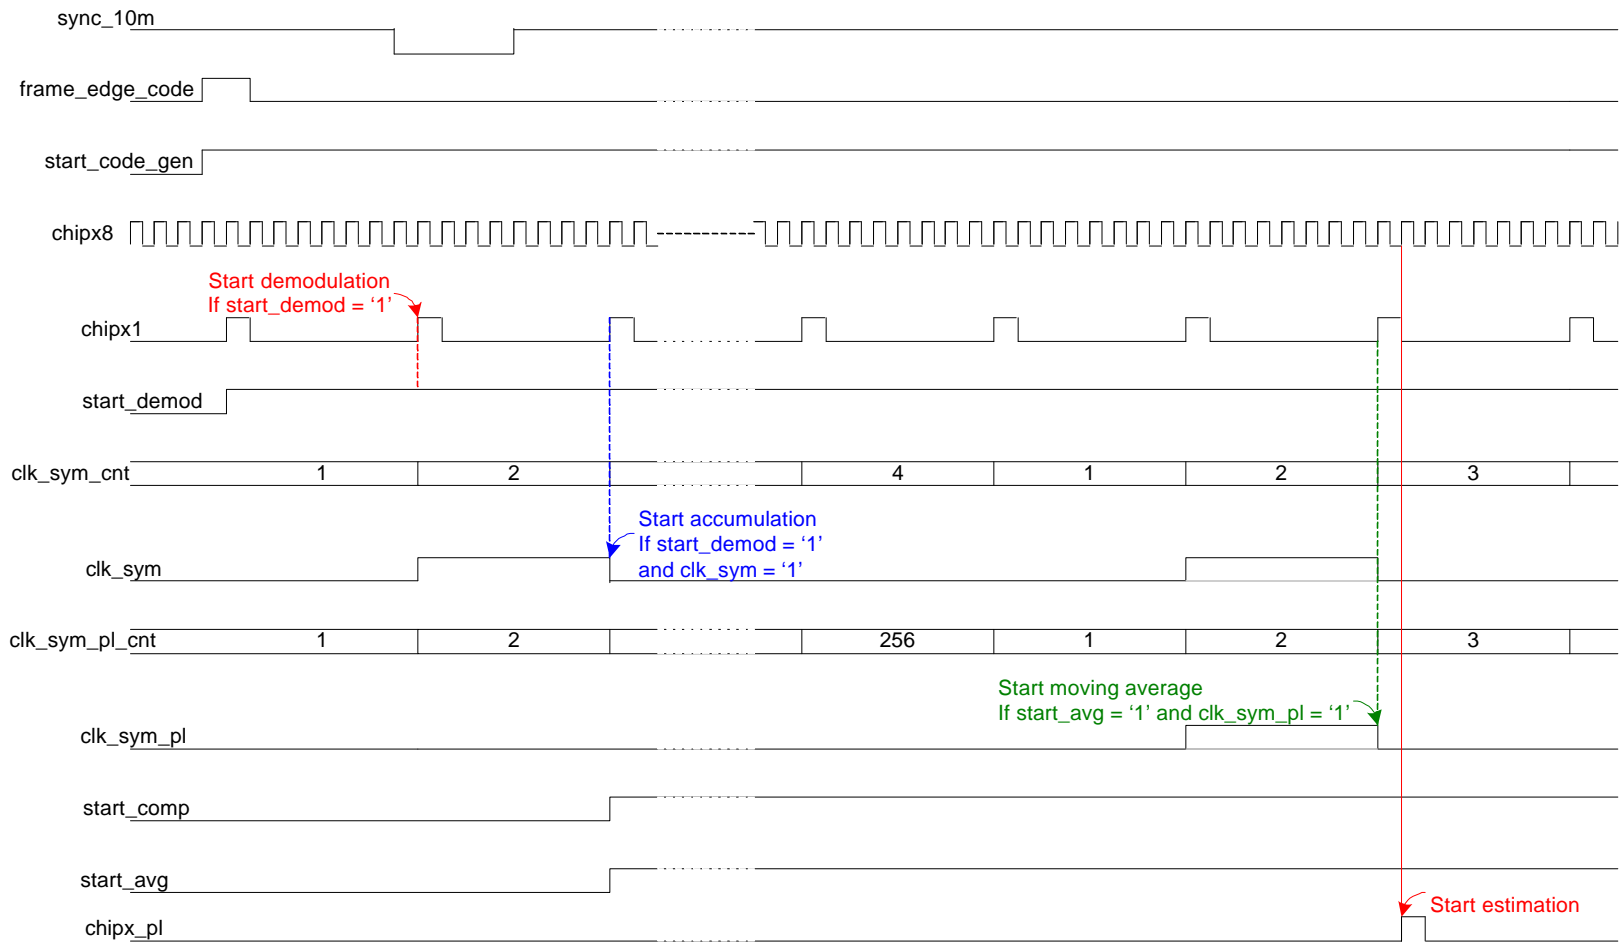 sync_10m
frame_edge_code
start_code_gen
chipx8
Start demodulation
If start_demod = ‘1’
chipx1
start_demod
clk_sym_cnt 1 2 4 1 2 3
Start accumulation
If start_demod = ‘1’
and clk_sym = ‘1’
clk_sym
clk_sym_pl_cnt 1 2 256 1 2 3
Start moving average
If start_avg = ‘1’ and clk_sym_pl = ‘1’
clk_sym_pl
start_comp
start_avg
Start estimation
chipx_pl